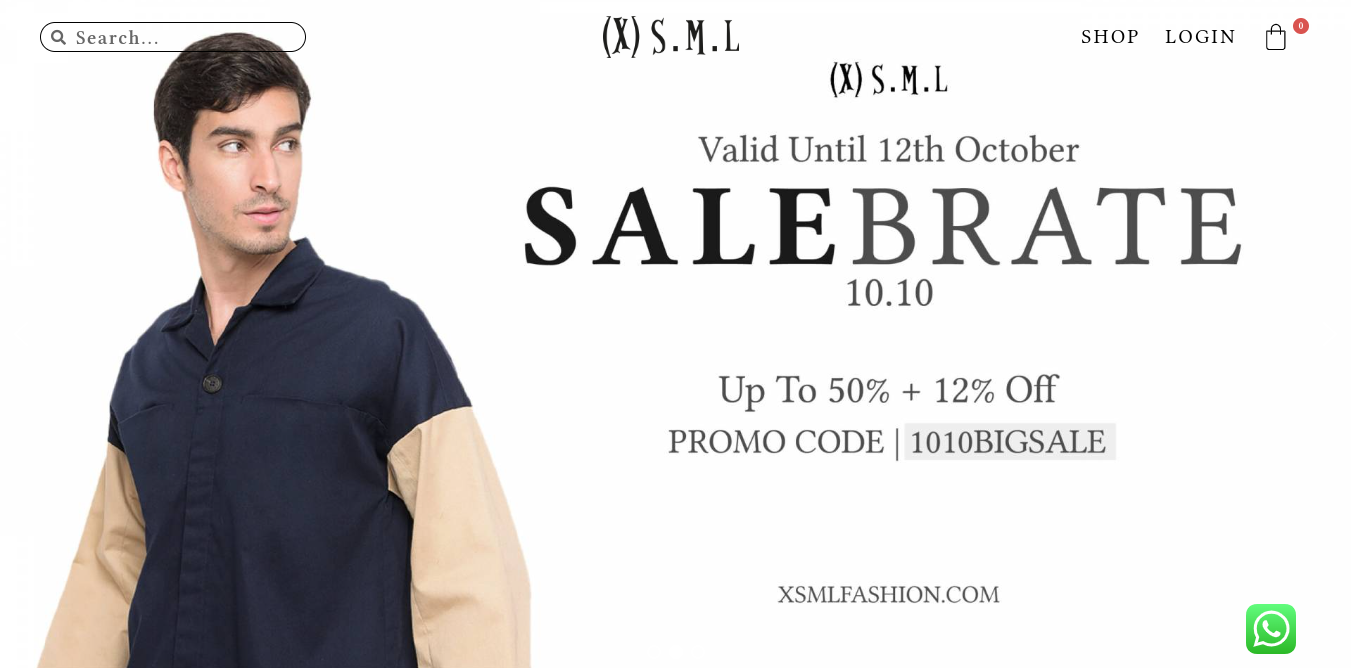 Search...
(X) S.M.L
SHOP
LOGIN
0
(X) S.M.L
Valid Until 12th October
SALEBRATE
10.10
Up To 50% + 12% Off
PROMO CODE | 1010BIGSALE
XSMLFASHION.COM